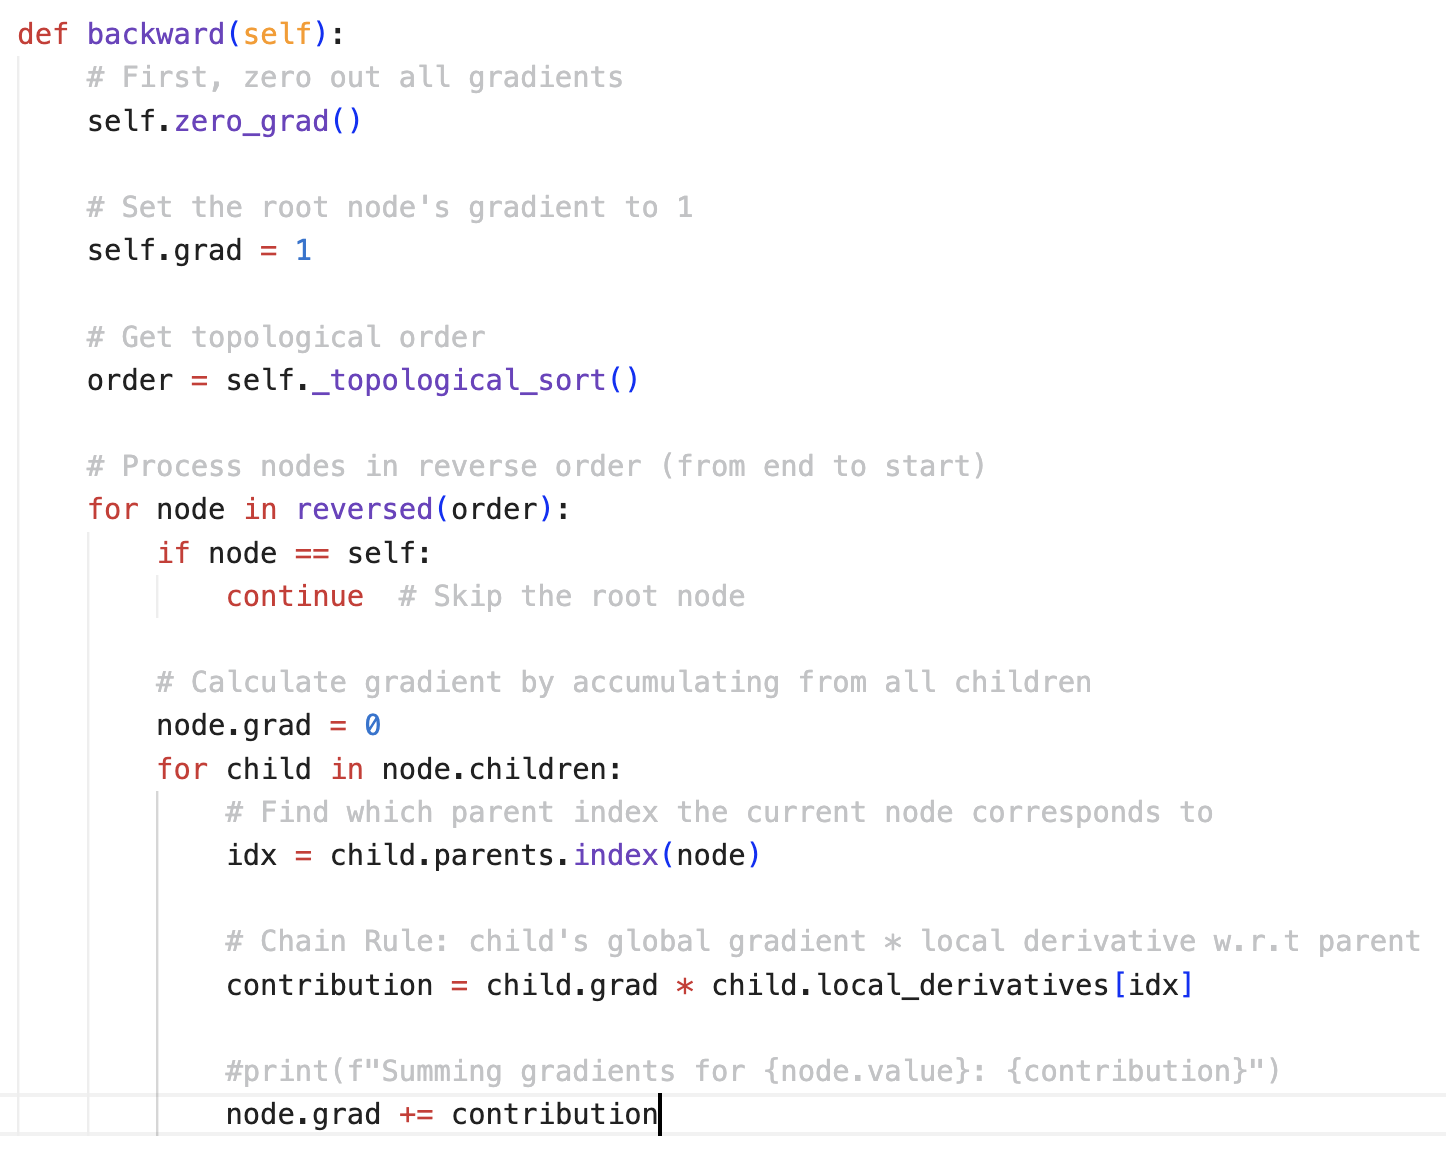 def backward(self):
    # First, zero out all gradients
    self.zero_grad()

    # Set the root node's gradient to 1
    self.grad = 1

    # Get topological order
    order = self._topological_sort()

    # Process nodes in reverse order (from end to start)
    for node in reversed(order):
        if node == self:
            continue  # Skip the root node

        # Calculate gradient by accumulating from all children
        node.grad = 0
        for child in node.children:
            # Find which parent index the current node corresponds to
            idx = child.parents.index(node)

            # Chain Rule: child's global gradient * local derivative w.r.t parent
            contribution = child.grad * child.local_derivatives[idx]

            #print(f"Summing gradients for {node.value}: {contribution}")
            node.grad += contribution